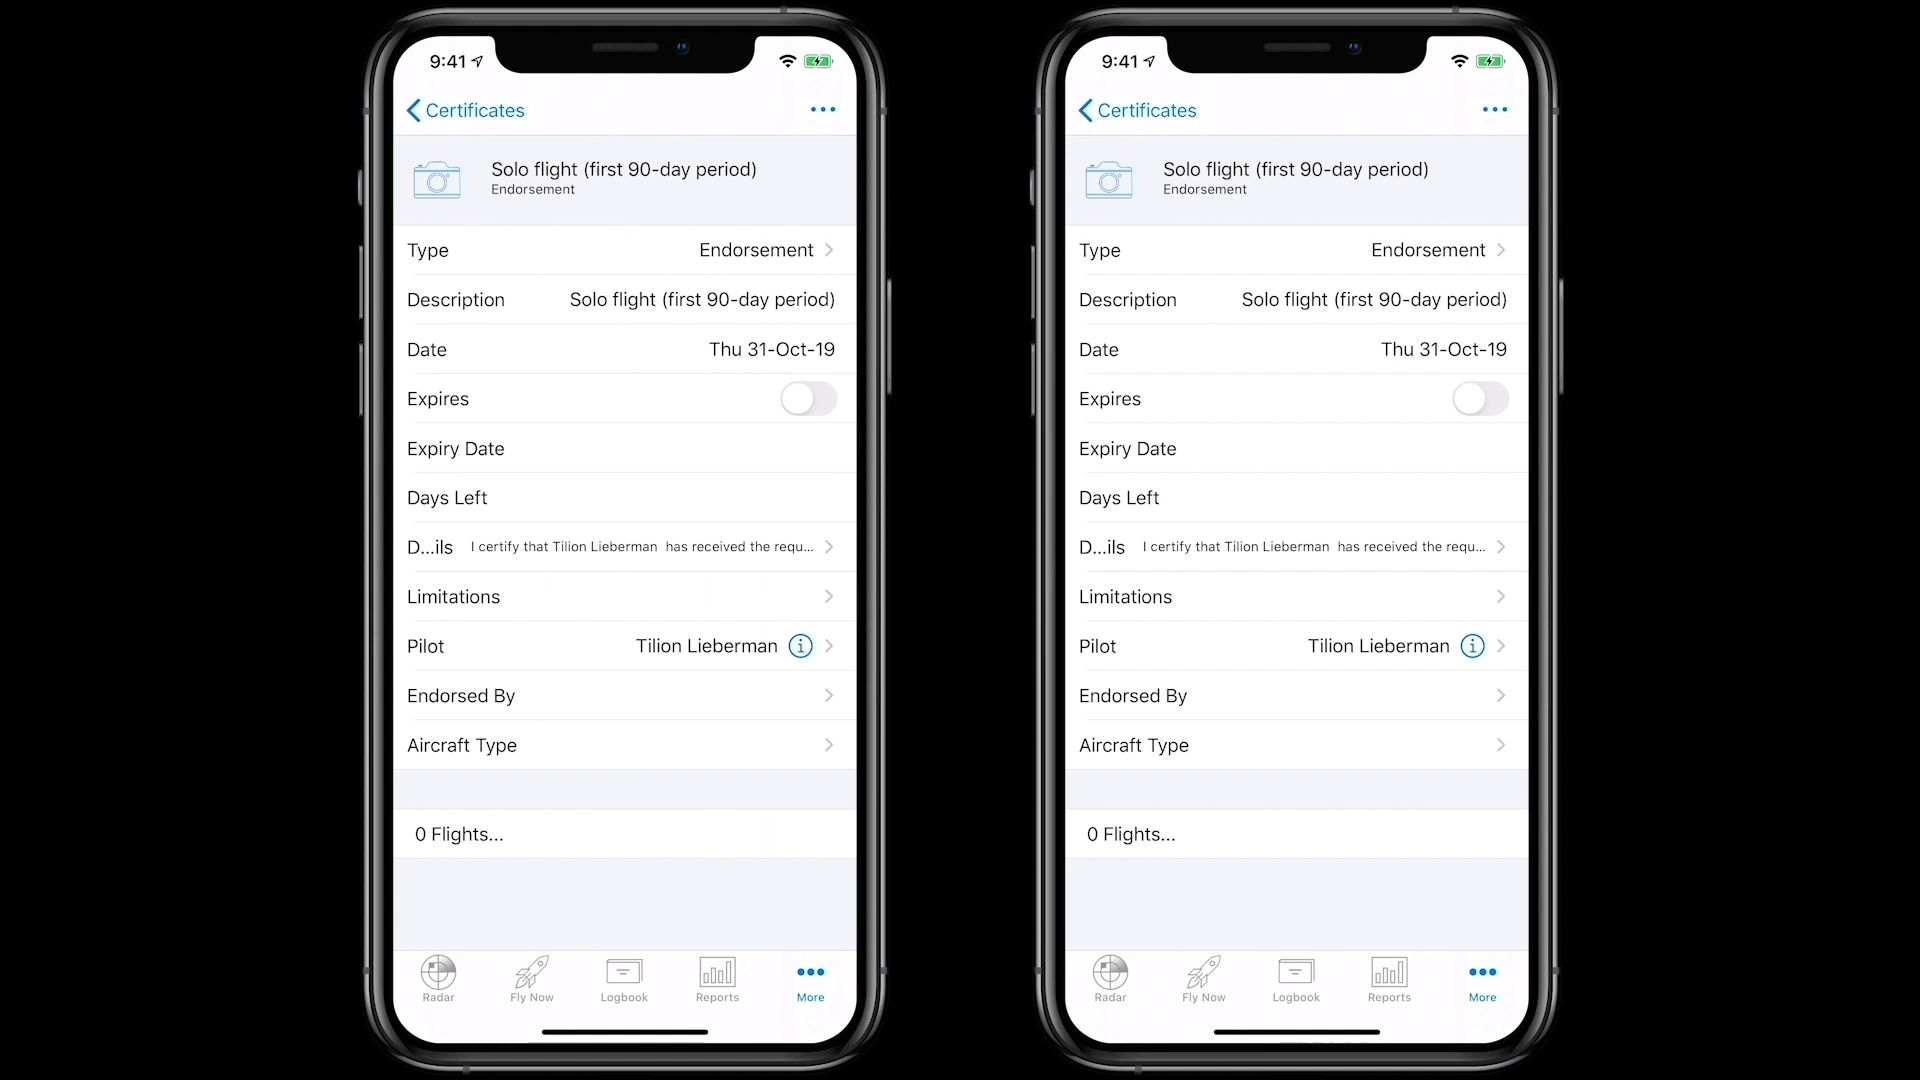 9:41
Certificates
Solo flight (first 90-day period)
Endorsement
Type Endorsement
Description Solo flight (first 90-day period)
Date Thu 31-Oct-19
Expires
Expiry Date
Days Left
D...ils I certify that Tilion Lieberman has received the requ...
Limitations
Pilot Tilion Lieberman
Endorsed By
Aircraft Type
0 Flights...
Radar Fly Now Logbook Reports More
9:41
Certificates
Solo flight (first 90-day period)
Endorsement
Type Endorsement
Description Solo flight (first 90-day period)
Date Thu 31-Oct-19
Expires
Expiry Date
Days Left
D...ils I certify that Tilion Lieberman has received the requ...
Limitations
Pilot Tilion Lieberman
Endorsed By
Aircraft Type
0 Flights...
Radar Fly Now Logbook Reports More